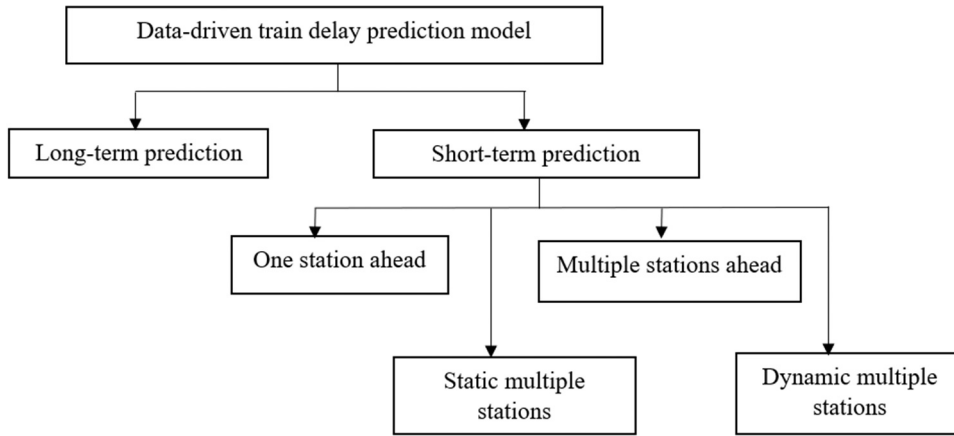 Data-driven train delay prediction model
Long-term prediction
Short-term prediction
One station ahead
Multiple stations ahead
Static multiple
stations
Dynamic multiple
stations